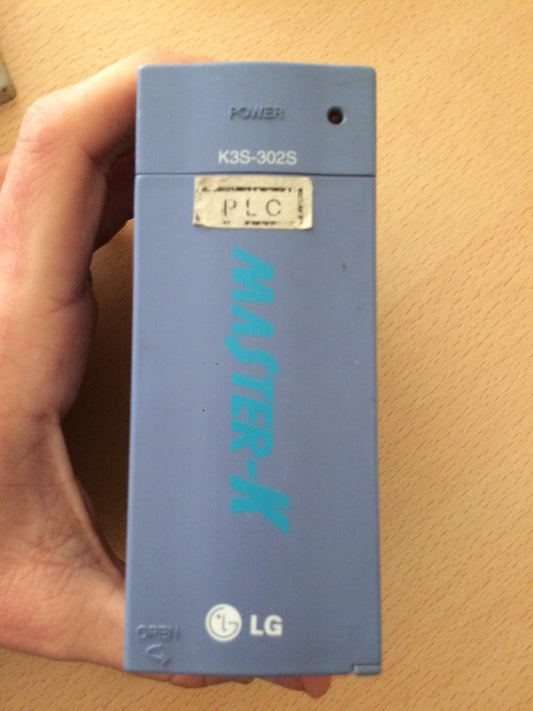 POWER
K3S-302S
PLC
MASTER-K
OPEN
LG